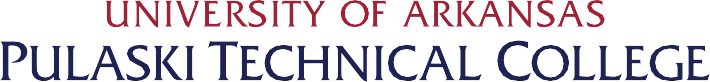 UNIVERSITY OF ARKANSAS
PULASKI TECHNICAL COLLEGE